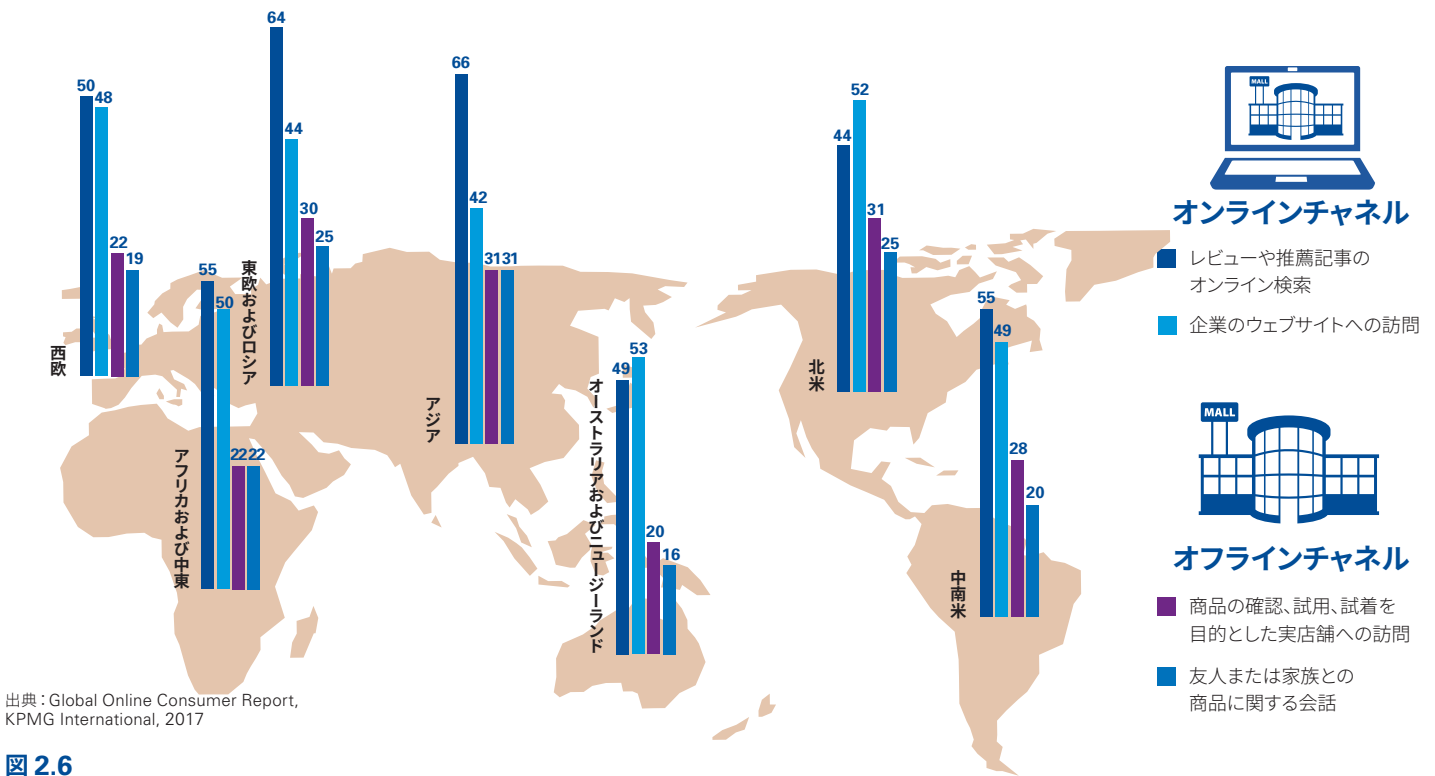 64
66
50
48
44
30
25
22
19
西欧
東欧およびロシア
55
50
22
22
アフリカおよび中東
42
31
31
アジア
49
53
20
16
オーストラリアおよびニュージーランド
44
52
31
25
北米
55
49
28
20
中南米
MALL
オンラインチャネル
レビューや推薦記事の
オンライン検索
企業のウェブサイトへの訪問
MALL
オフラインチャネル
商品の確認、試用、試着を
目的とした実店舗への訪問
友人または家族との
商品に関する会話
出典：Global Online Consumer Report,
KPMG International, 2017
図 2.6